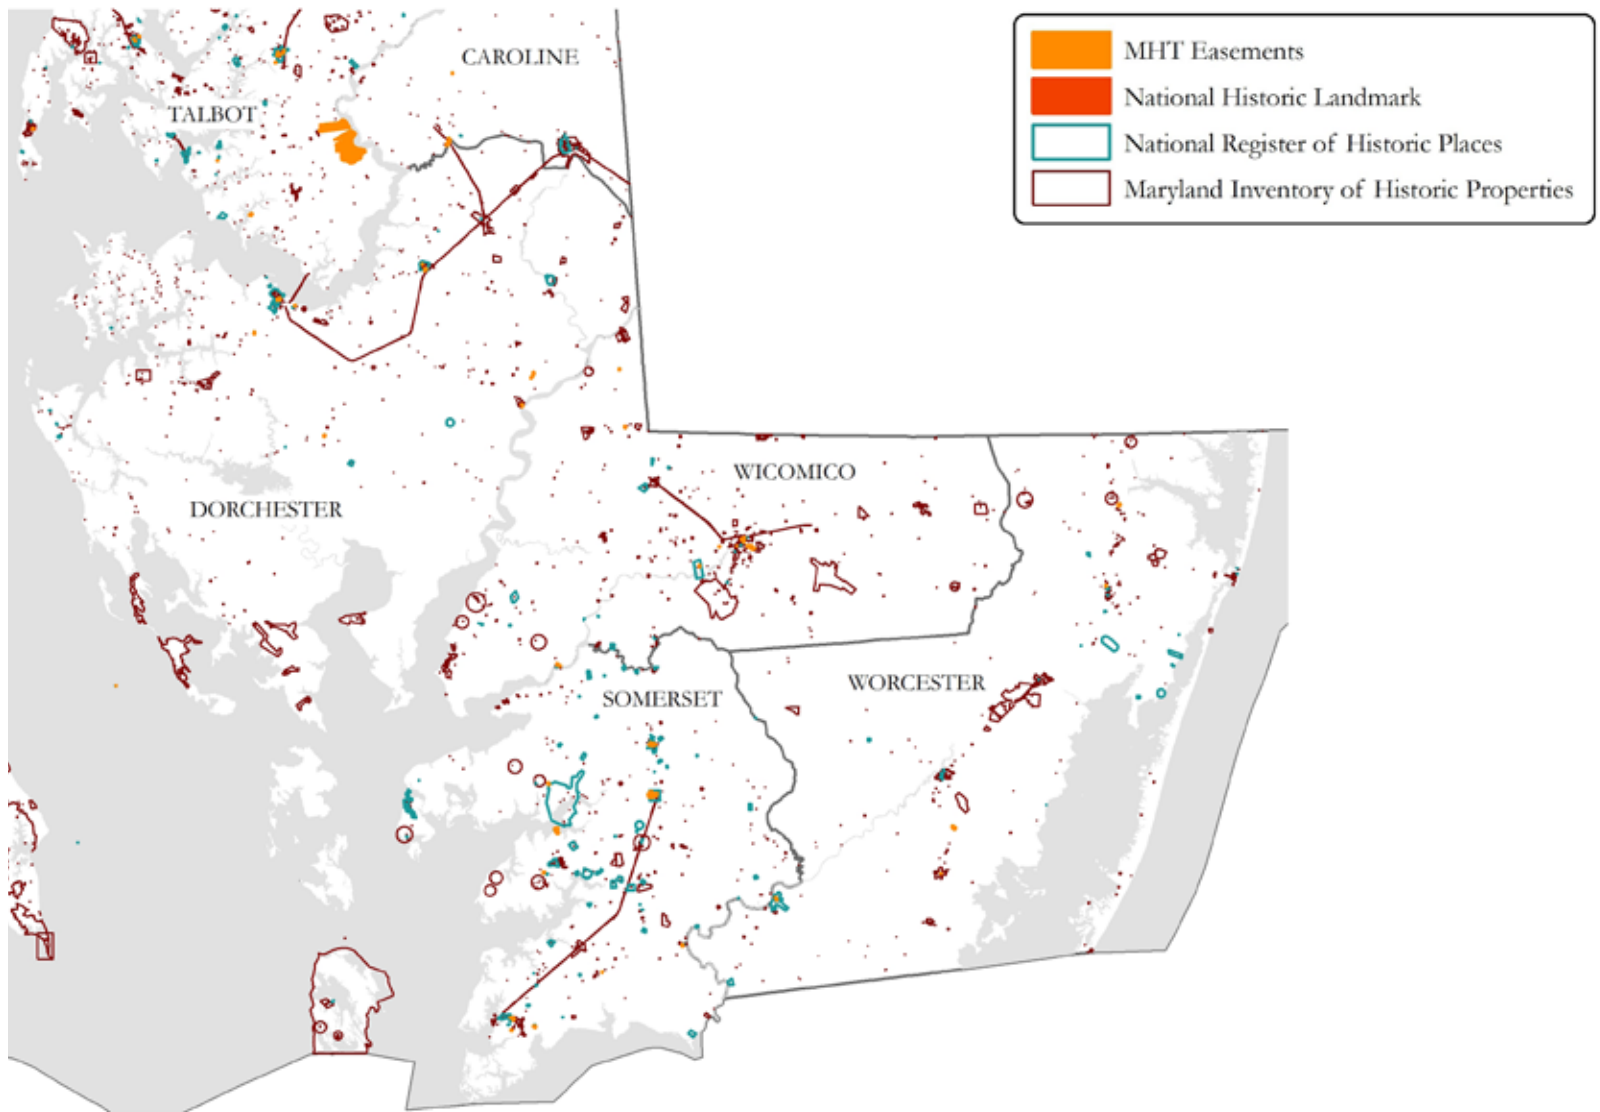 CAROLINE
TALBOT
DORCHESTER
WICOMICO
SOMERSET
WORCESTER
MHT Easements
National Historic Landmark
National Register of Historic Places
Maryland Inventory of Historic Properties